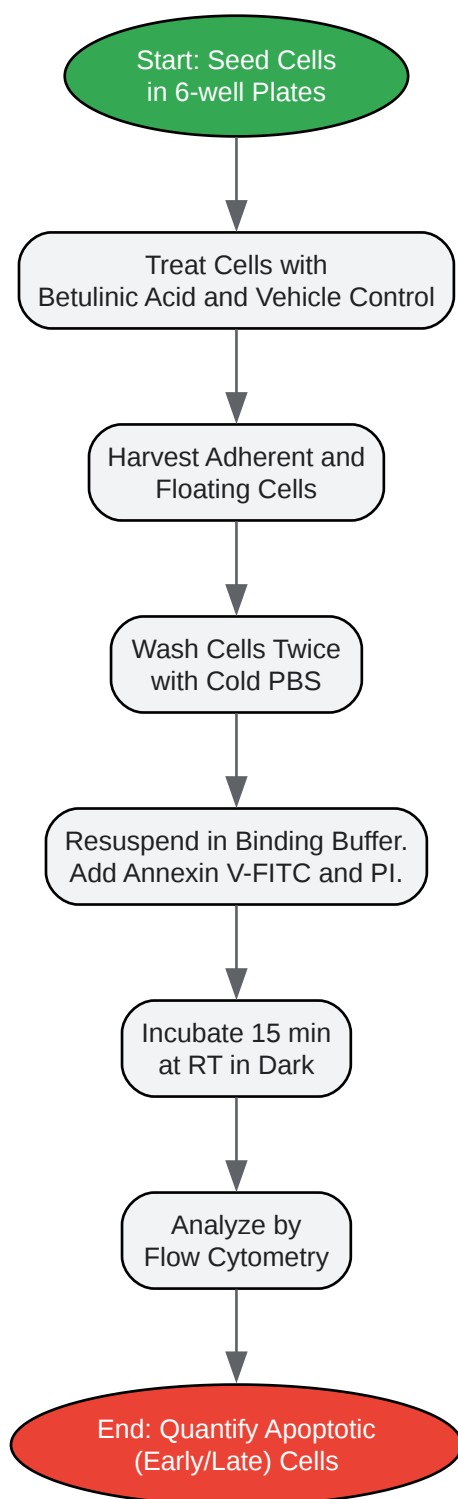 Start: Seed Cells
in 6-well Plates
Treat Cells with
Betulinic Acid and Vehicle Control
Harvest Adherent and
Floating Cells
Wash Cells Twice
with Cold PBS
Resuspend in Binding Buffer.
Add Annexin V-FITC and PI.
Incubate 15 min
at RT in Dark
Analyze by
Flow Cytometry
End: Quantify Apoptotic
(Early/Late) Cells